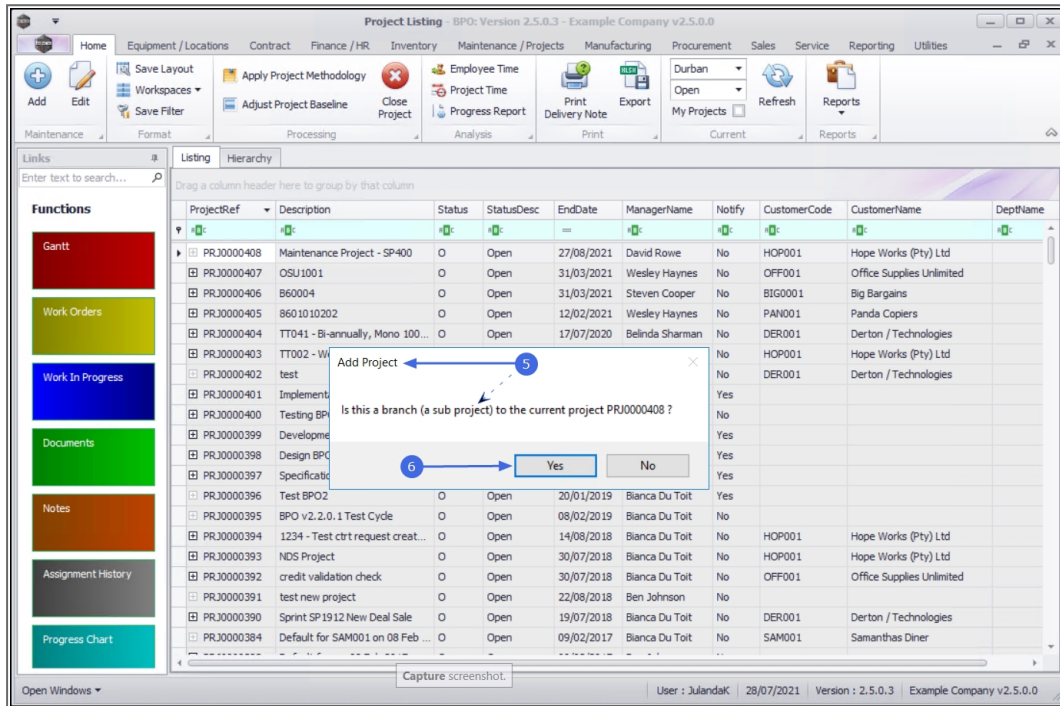 Project Listing - BPO: Version 2.5.0.3 - Example Company v2.5.0.0
Home Equipment / Locations Contract Finance / HR Inventory Maintenance / Projects Manufacturing Procurement Sales Service Reporting Utilities
Save Layout Employee Time Durban
Workspaces Apply Project Methodology Project Time Open
Add Edit Save Filter Adjust Project Baseline Close Project Progress Report Print Delivery Note Export My Projects Refresh Reports
Maintenance Format Processing Analysis Print Current Reports
Links Listing Hierarchy
Enter text to search... Drag a column header here to group by that column
Functions ProjectRef Description Status StatusDesc EndDate ManagerName Notify CustomerCode CustomerName DeptName
PRJ0000408 Maintenance Project - SP400 O Open 27/08/2021 David Rowe No HOP001 Hope Works (Pty) Ltd
Gantt
PRJ0000407 OSU1001 O Open 31/03/2021 Wesley Haynes No OFF001 Office Supplies Unlimited
PRJ0000406 B60004 O Open 31/03/2021 Steven Cooper No BIG0001 Big Bargains
Work Orders
PRJ0000405 8601010202 O Open 12/02/2021 Wesley Haynes No PAN001 Panda Copiers
PRJ0000404 TT041 - Bi-annually, Mono 100... O Open 17/07/2020 Belinda Sharman No DER001 Derton / Technologies
PRJ0000403 TT002 - W No HOP001 Hope Works (Pty) Ltd
Add Project 5
Work In Progress
PRJ0000402 test No DER001 Derton / Technologies
PRJ0000401 Implement Yes
Is this a branch (a sub project) to the current project PRJ0000408 ?
PRJ0000400 Testing BP No
PRJ0000399 Developme Yes
Documents
PRJ0000398 Design BPO Yes
6 Yes No
PRJ0000397 Specificatio Yes
PRJ0000396 Test BPO2 O Open 20/01/2019 Bianca Du Toit Yes
Notes
PRJ0000395 BPO v2.2.0.1 Test Cycle O Open 08/02/2019 Bianca Du Toit No
PRJ0000394 1234 - Test ctrt request creat... O Open 14/08/2018 Bianca Du Toit No HOP001 Hope Works (Pty) Ltd
PRJ0000393 NDS Project O Open 30/07/2018 Bianca Du Toit No HOP001 Hope Works (Pty) Ltd
Assignment History
PRJ0000392 credit validation check O Open 30/07/2018 Bianca Du Toit No OFF001 Office Supplies Unlimited
PRJ0000391 test new project O Open 22/08/2018 Ben Johnson No
PRJ0000390 Sprint SP1912 New Deal Sale O Open 19/07/2018 Bianca Du Toit No DER001 Derton / Technologies
Progress Chart
PRJ0000384 Default for SAM001 on 08 Feb ... O Open 09/02/2017 Bianca Du Toit No SAM001 Samanthas Diner
Capture screenshot.
Open Windows User : JulandaK 28/07/2021 Version : 2.5.0.3 Example Company v2.5.0.0